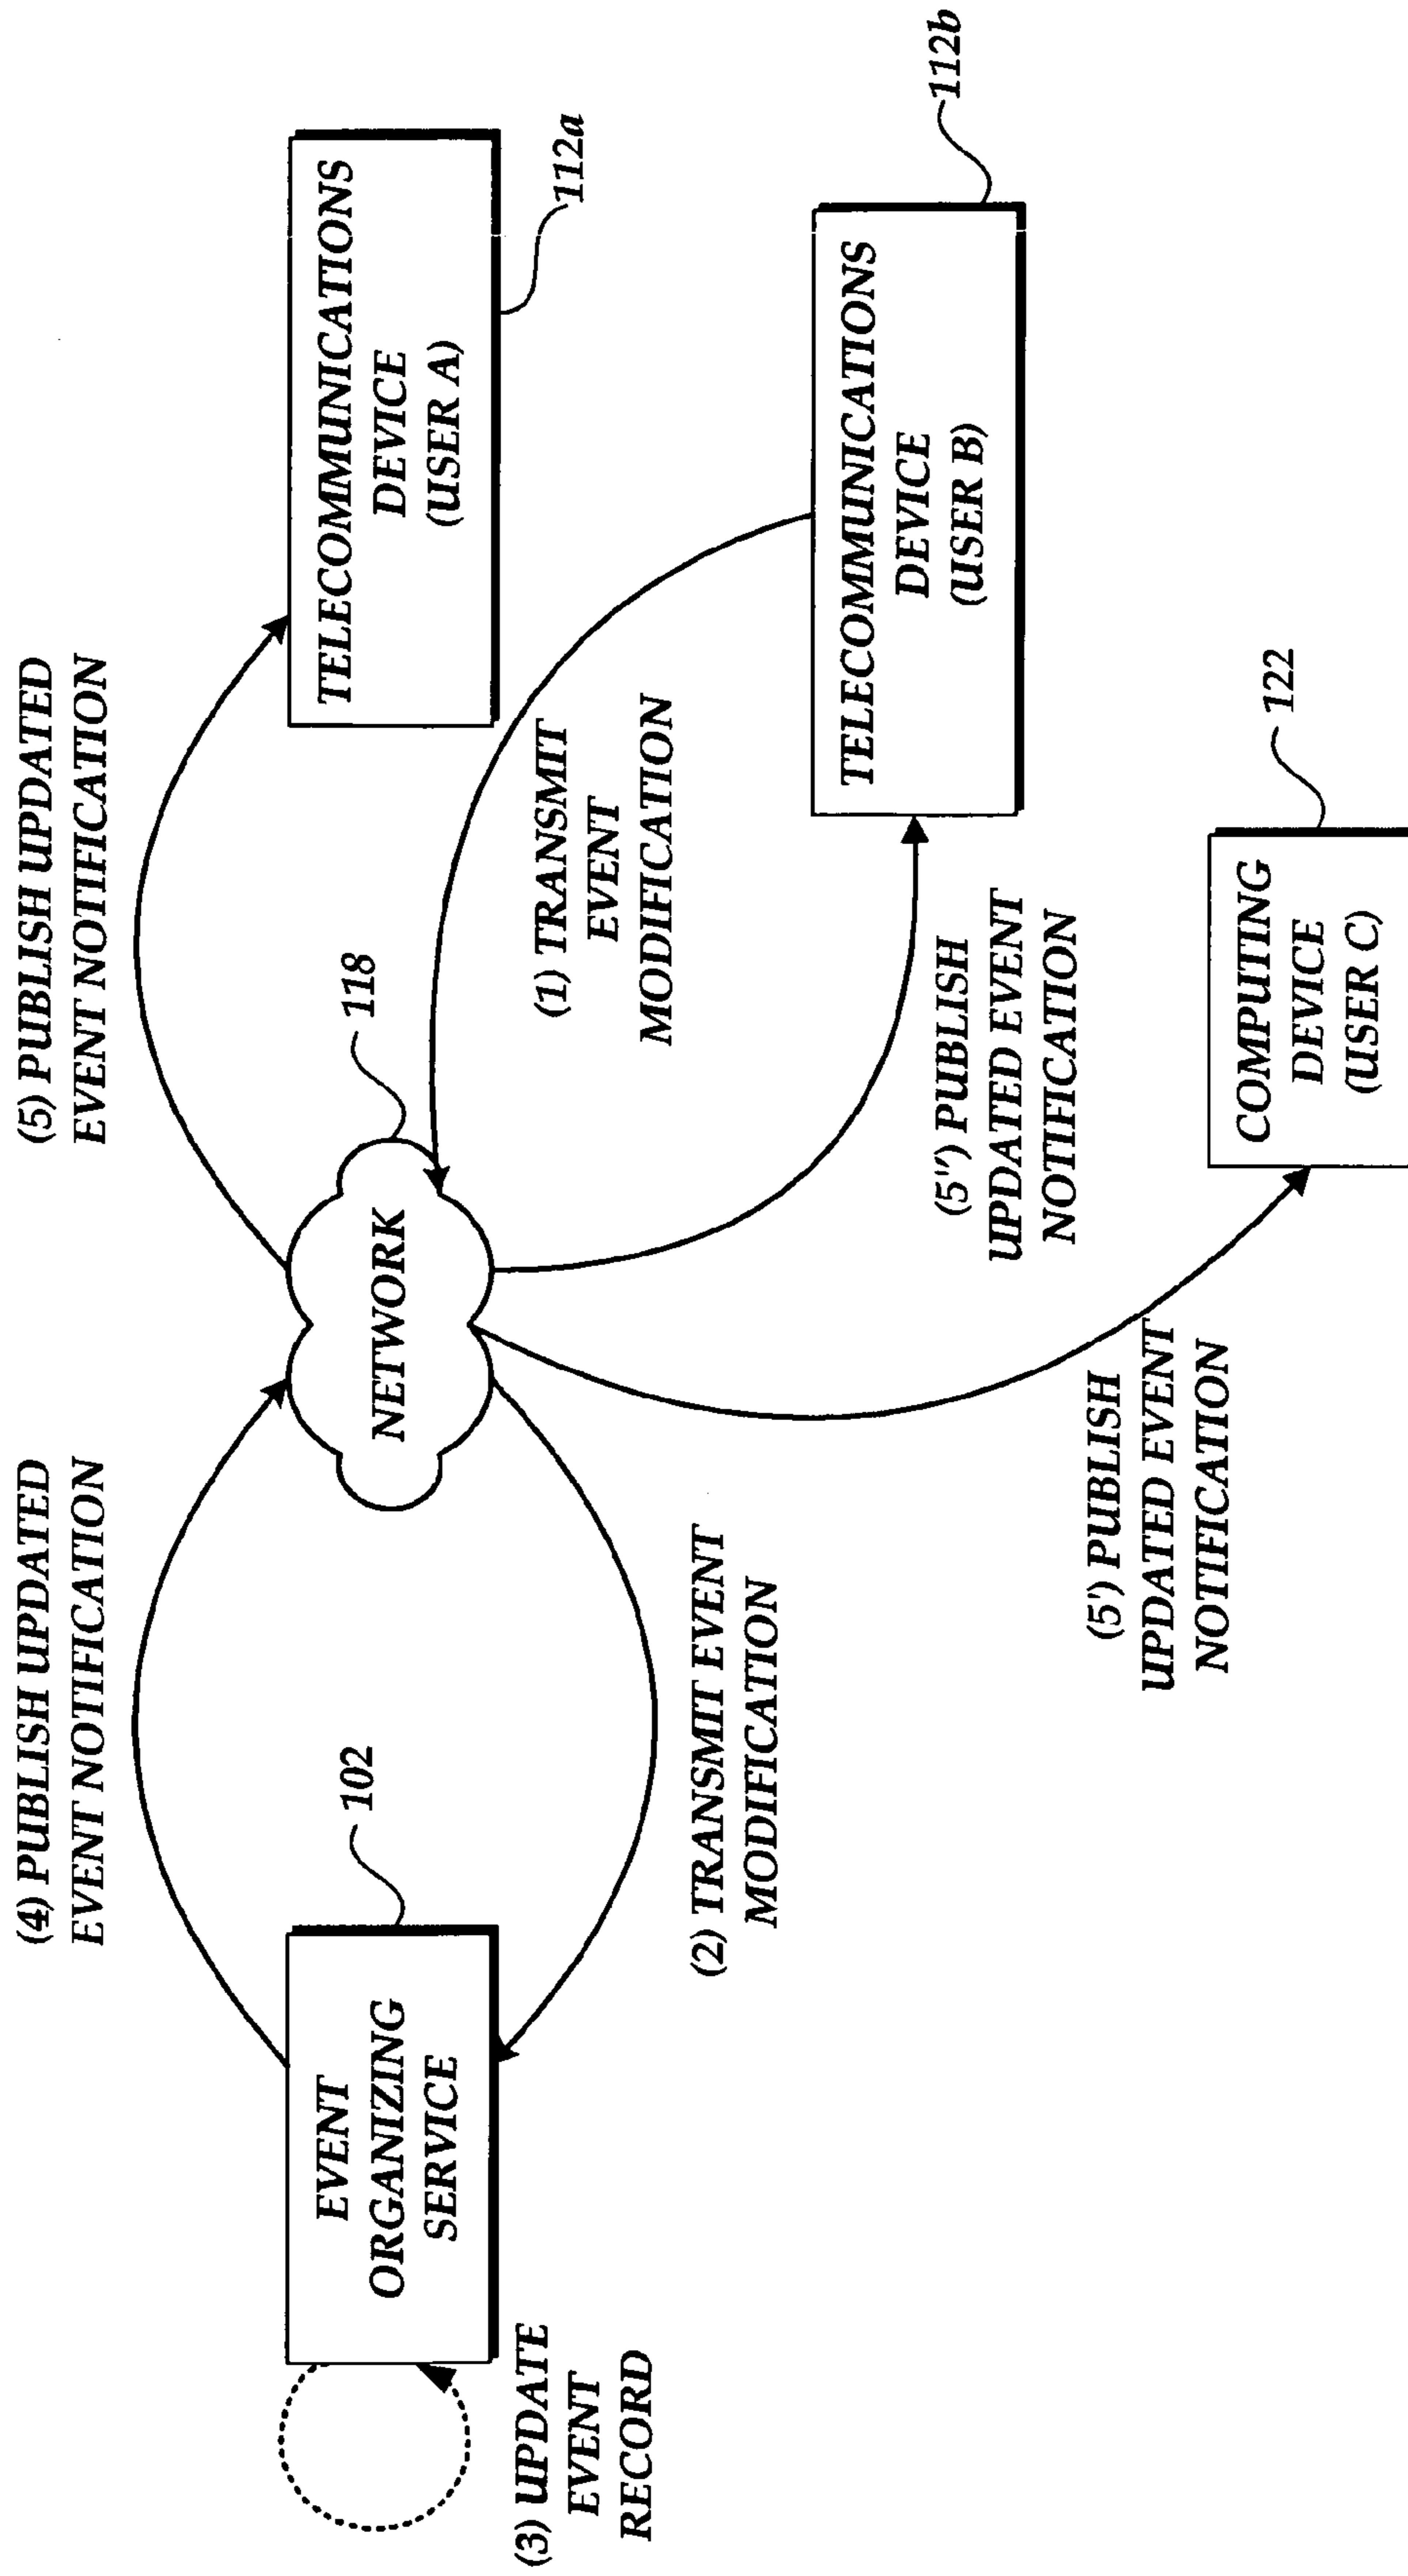 (4) PUBLISH UPDATED
EVENT NOTIFICATION
(5) PUBLISH UPDATED
EVENT NOTIFICATION
EVENT
ORGANIZING
SERVICE
102
NETWORK
118
TELECOMMUNICATIONS
DEVICE
(USER A)
112a
(3) UPDATE
EVENT
RECORD
(2) TRANSMIT EVENT
MODIFICATION
(1) TRANSMIT
EVENT
MODIFICATION
TELECOMMUNICATIONS
DEVICE
(USER B)
112b
(5'') PUBLISH
UPDATED EVENT
NOTIFICATION
(5') PUBLISH
UPDATED EVENT
NOTIFICATION
COMPUTING
DEVICE
(USER C)
122